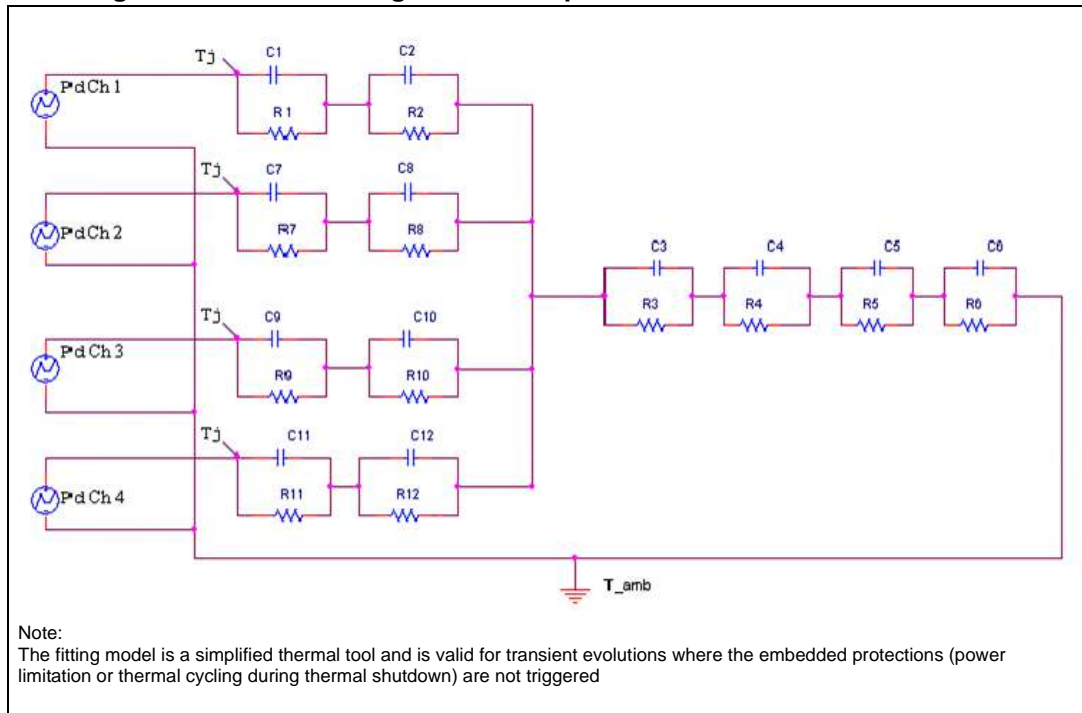 Tj
C1
C2
PdCh1
R1
R2
Tj
C7
C8
PdCh2
R7
R8
C3
C4
C5
C6
R3
R4
R5
R6
Tj
C9
C10
PdCh3
R9
R10
Tj
C11
C12
PdCh4
R11
R12
T_amb
Note:
The fitting model is a simplified thermal tool and is valid for transient evolutions where the embedded protections (power
limitation or thermal cycling during thermal shutdown) are not triggered